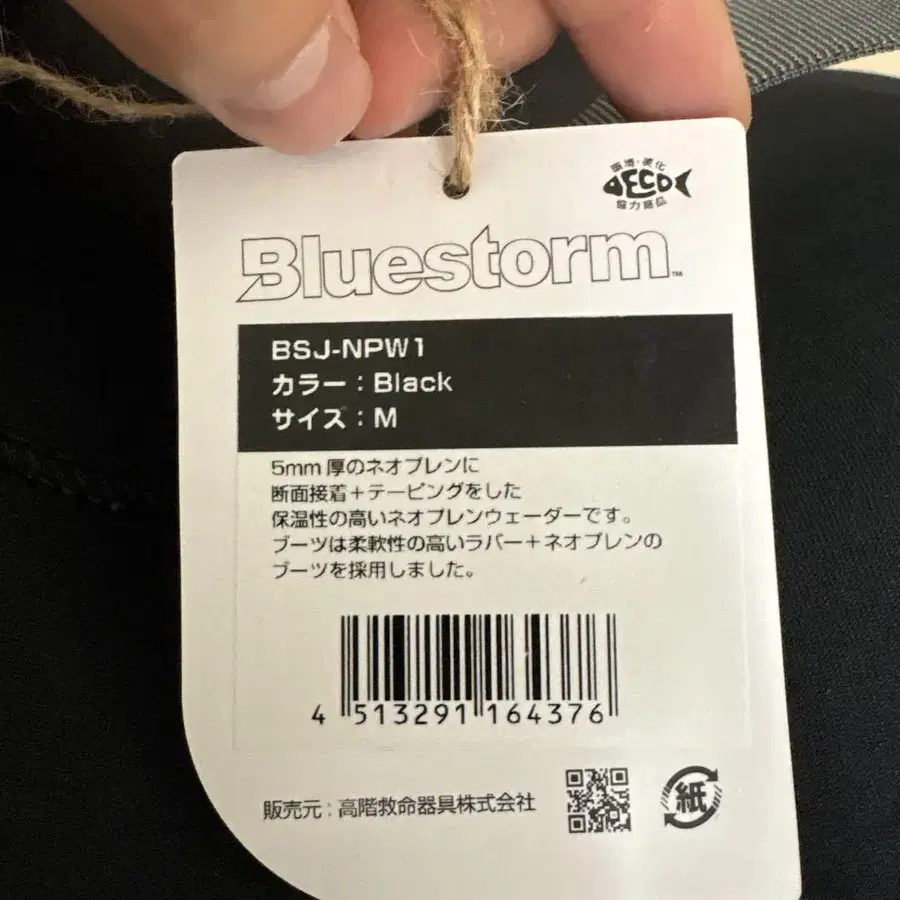 環境・美化
ECO
協力商品
Bluestorm™
BSJ-NPW1
カラー：Black
サイズ：M
5mm 厚のネオプレンに
断面接着＋テーピングをした
保温性の高いネオプレンウェーダーです。
ブーツは柔軟性の高いラバー＋ネオプレンの
ブーツを採用しました。
4 513291 164376
販売元：高階救命器具株式会社
紙